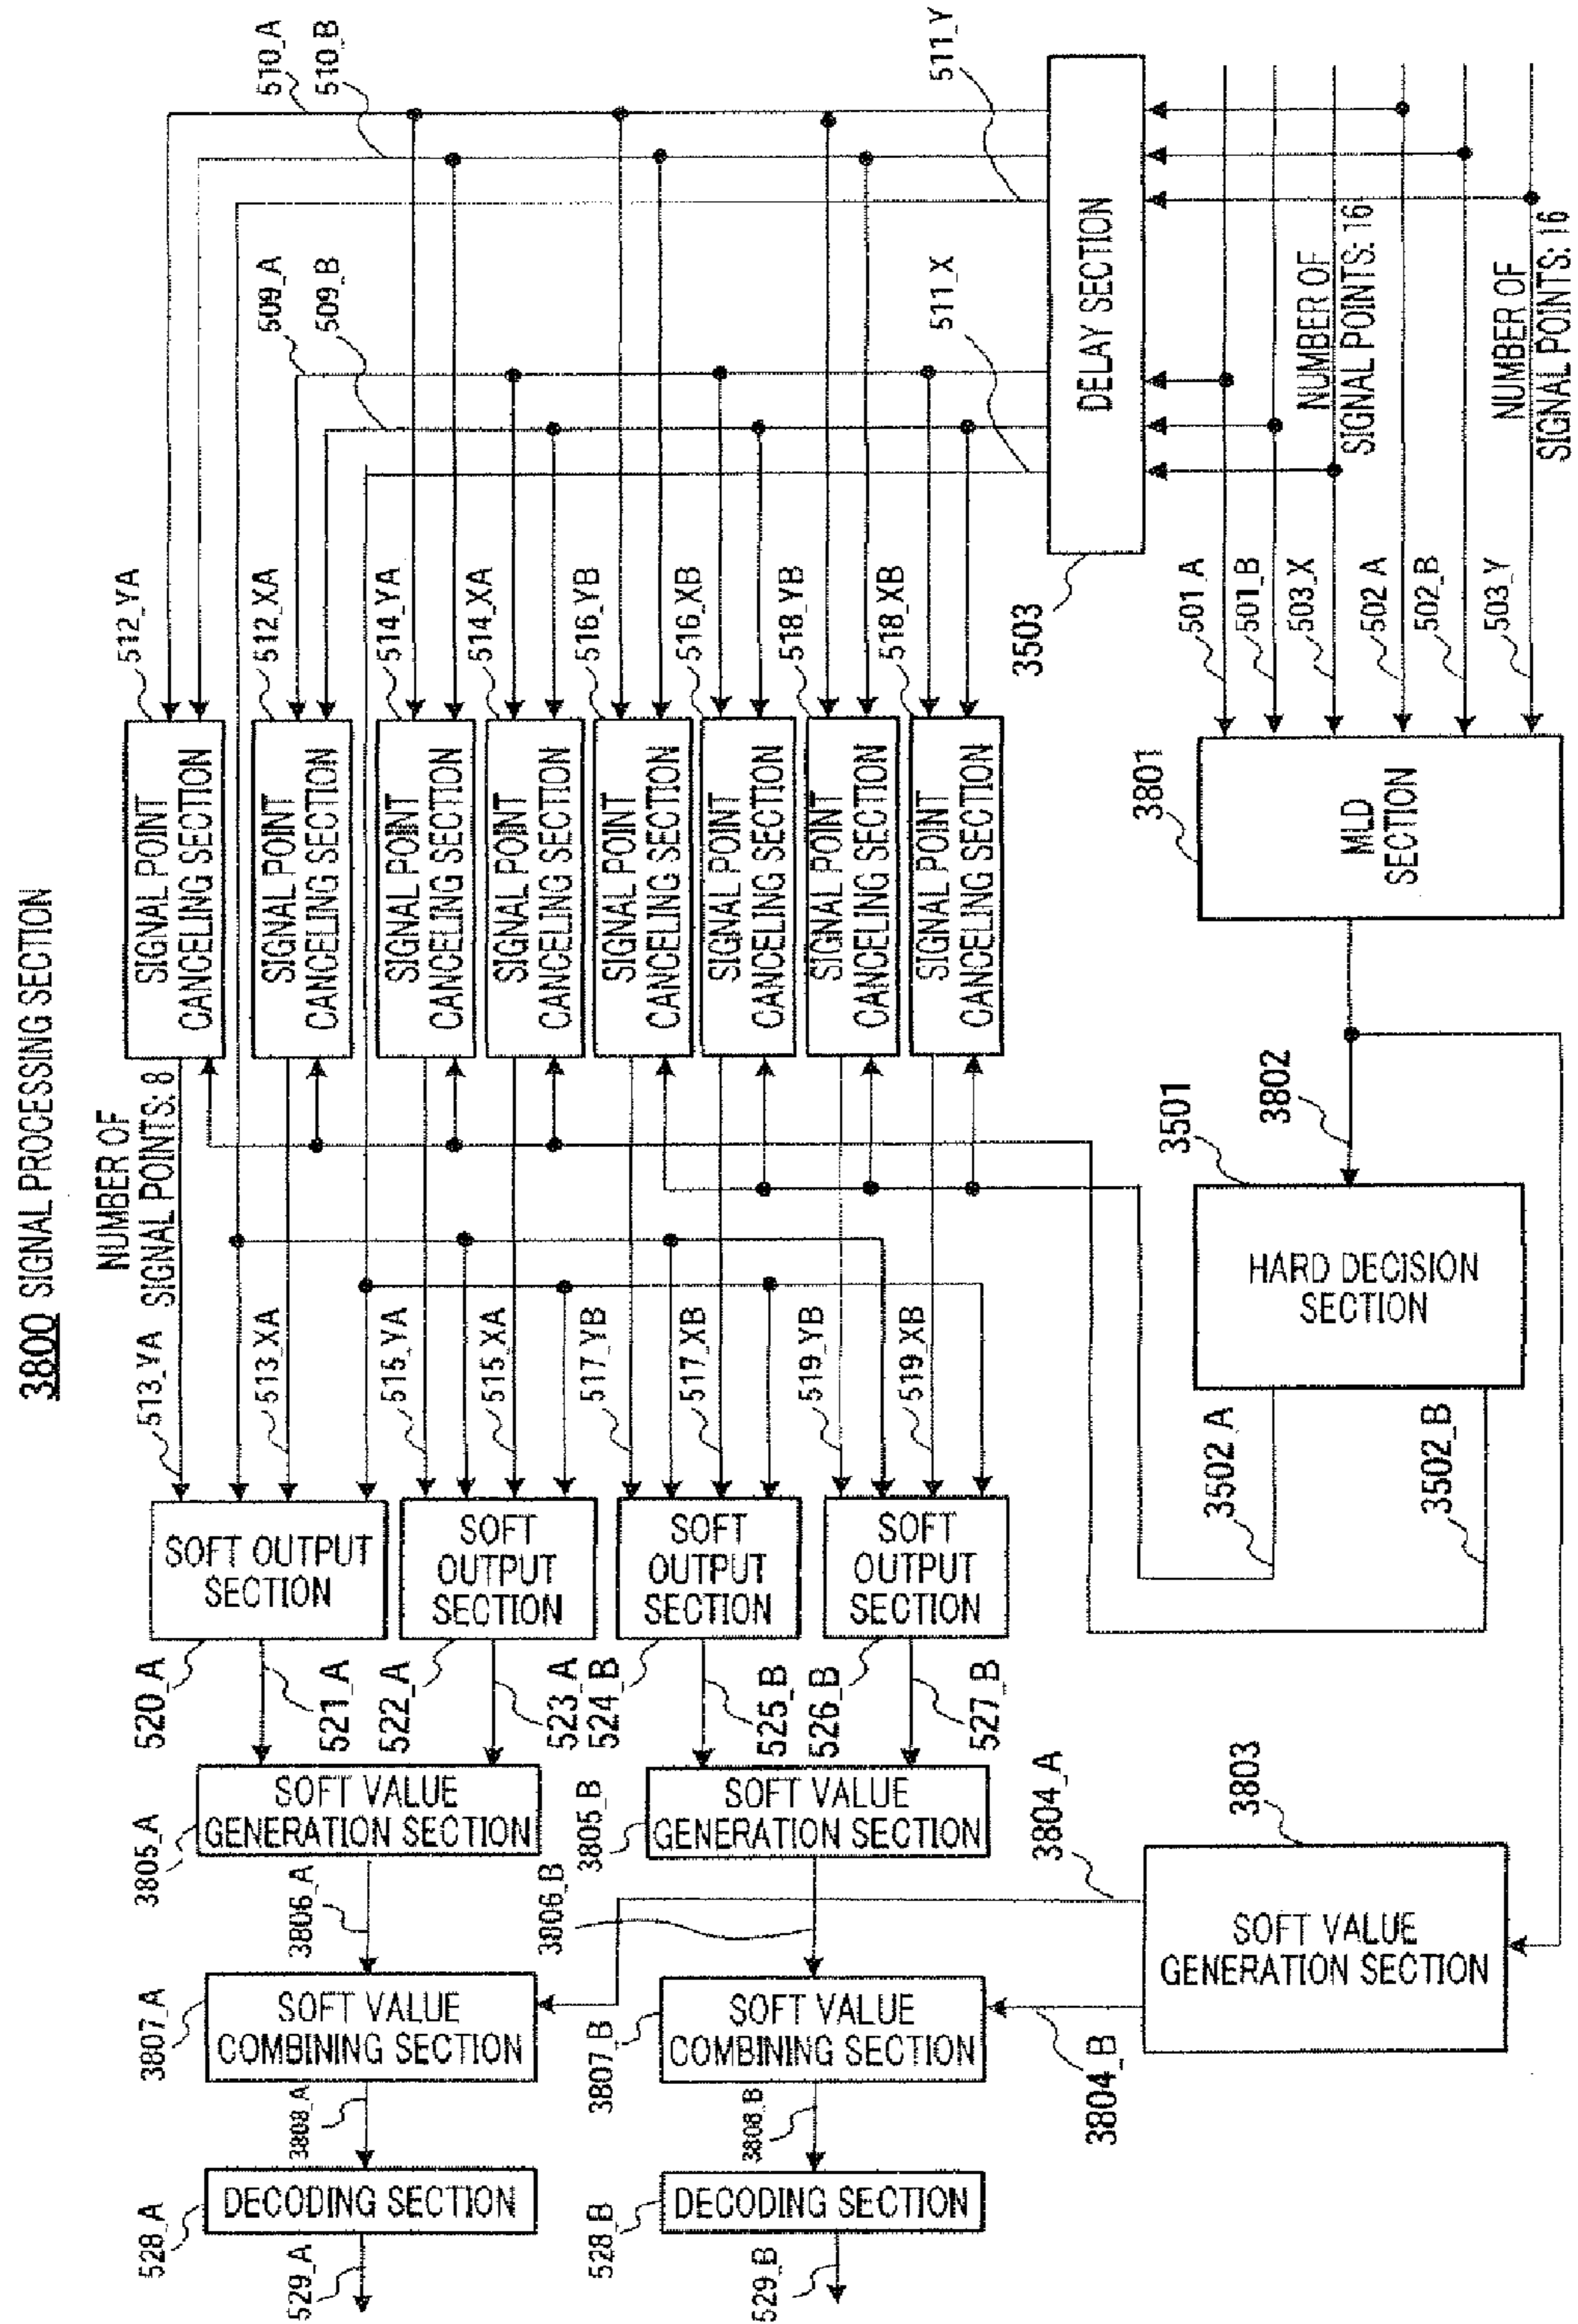 3800 SIGNAL PROCESSING SECTION
510_A
510_B
511_Y
509_A
509_B
511_X
512_YA
512_XA
514_YA
514_XA
516_YB
516_XB
518_YB
518_XB
SIGNAL POINT
CANCELING SECTION
SIGNAL POINT
CANCELING SECTION
SIGNAL POINT
CANCELING SECTION
SIGNAL POINT
CANCELING SECTION
SIGNAL POINT
CANCELING SECTION
SIGNAL POINT
CANCELING SECTION
SIGNAL POINT
CANCELING SECTION
SIGNAL POINT
CANCELING SECTION
DELAY SECTION
3503
NUMBER OF
SIGNAL POINTS: 16
NUMBER OF
SIGNAL POINTS: 16
501_A
501_B
503_X
502_A
502_B
503_Y
3801
MLD
SECTION
NUMBER OF
SIGNAL POINTS: 8
513_YA
513_XA
515_YA
515_XA
517_YB
517_XB
519_YB
519_XB
3802
3501
HARD DECISION
SECTION
3502_A
3502_B
SOFT OUTPUT
SECTION
SOFT
OUTPUT
SECTION
SOFT
OUTPUT
SECTION
SOFT
OUTPUT
SECTION
520_A
521_A
522_A
523_A
524_B
525_B
526_B
527_B
SOFT VALUE
GENERATION SECTION
SOFT VALUE
GENERATION SECTION
3805_A
3805_B
3806_A
3806_B
3804_A
3803
SOFT VALUE
GENERATION SECTION
3804_B
SOFT VALUE
COMBINING SECTION
SOFT VALUE
COMBINING SECTION
3807_A
3807_B
3808_A
3808_B
DECODING SECTION
DECODING SECTION
528_A
528_B
529_A
529_B